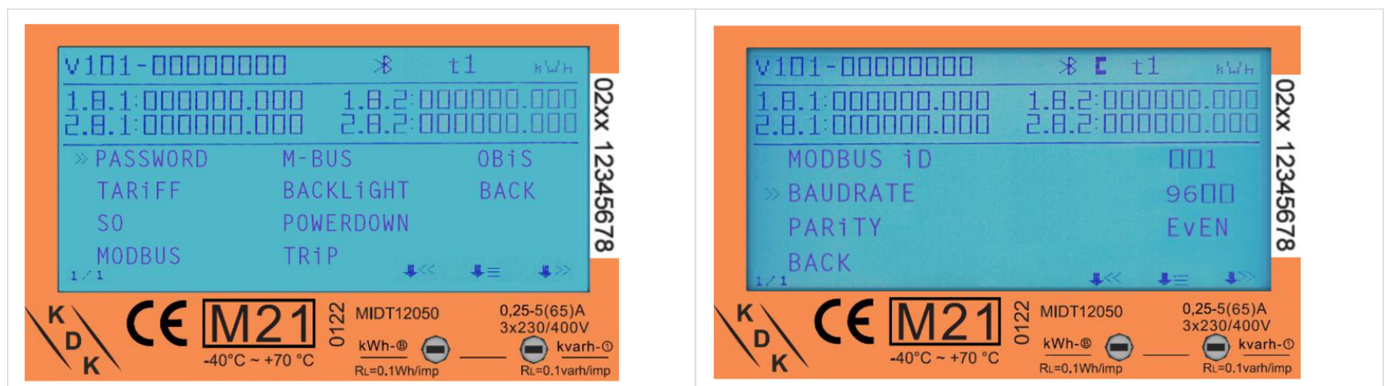 v101-00000000 t1 kWh
1.8.1:000000.000 1.8.2:000000.000
2.8.1:000000.000 2.8.2:000000.000
» PASSWORD M-BUS OBiS
TARiFF BACKLiGHT BACK
SO POWERDOWN
MODBUS TRiP
1/1 << >>
02xx 12345678
KDK
CE M21 0122 MIDT12050 0,25-5(65)A
3x230/400V
-40°C ~ +70 °C
kWh-® kvarh-①
RL=0.1Wh/imp RL=0.1varh/imp
v101-00000000 t1 kWh
1.8.1:000000.000 1.8.2:000000.000
2.8.1:000000.000 2.8.2:000000.000
MODBUS iD 001
» BAUDRATE 9600
PARiTY EvEN
BACK
1/1 << >>
02xx 12345678
KDK
CE M21 0122 MIDT12050 0,25-5(65)A
3x230/400V
-40°C ~ +70 °C
kWh-® kvarh-①
RL=0.1Wh/imp RL=0.1varh/imp